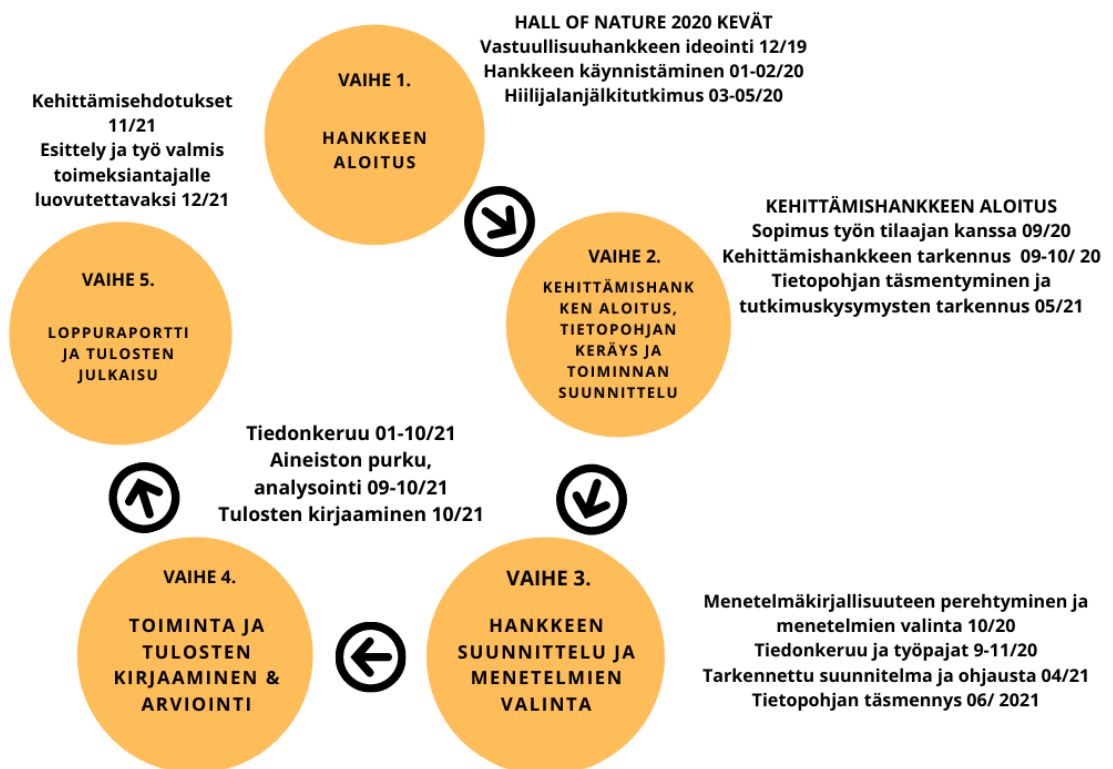 VAIHE 1.
HANKKEEN
ALOITUS
HALL OF NATURE 2020 KEVÄT
Vastuullisuuhankkeen ideointi 12/19
Hankkeen käynnistäminen 01-02/20
Hiilijalanjälkitutkimus 03-05/20
VAIHE 2.
KEHITTÄMISHANK
KEN ALOITUS,
TIETOPOHJAN
KERÄYS JA
TOIMINNAN
SUUNNITTELU
KEHITTÄMISHANKKEEN ALOITUS
Sopimus työn tilaajan kanssa 09/20
Kehittämishankkeen tarkennus 09-10/ 20
Tietopohjan täsmentyminen ja
tutkimuskysymysten tarkennus 05/21
VAIHE 3.
HANKKEEN
SUUNNITTELU JA
MENETELMIEN
VALINTA
Menetelmäkirjallisuuteen perehtyminen ja
menetelmien valinta 10/20
Tiedonkeruu ja työpajat 9-11/20
Tarkennettu suunnitelma ja ohjausta 04/21
Tietopohjan täsmennys 06/ 2021
VAIHE 4.
TOIMINTA JA
TULOSTEN
KIRJAAMINEN &
ARVIOINTI
Tiedonkeruu 01-10/21
Aineiston purku,
analysointi 09-10/21
Tulosten kirjaaminen 10/21
VAIHE 5.
LOPPURAPORTTI
JA TULOSTEN
JULKAISU
Kehittämisehdotukset
11/21
Esittely ja työ valmis
toimeksiantajalle
luovutettavaksi 12/21